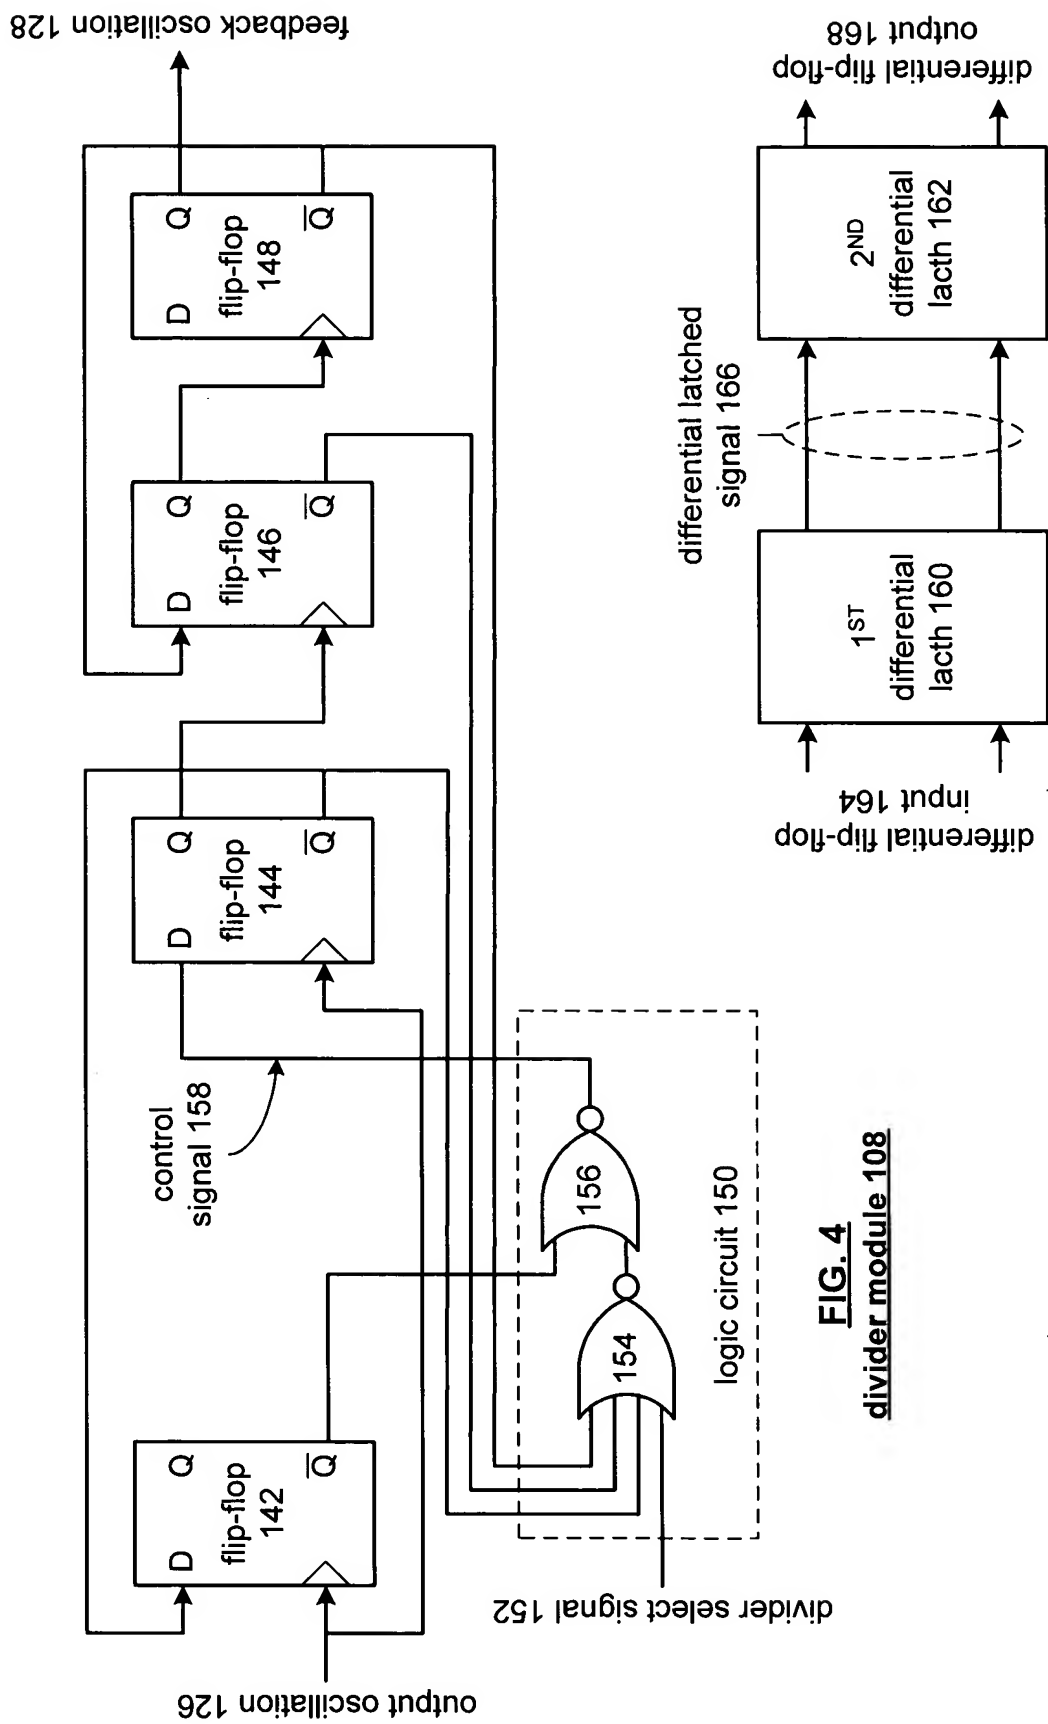 output oscillation 126
D
Q
flip-flop
142
Q
control
signal 158
D
Q
flip-flop
144
Q
D
Q
flip-flop
146
Q
D
Q
flip-flop
148
Q
feedback oscillation 128
divider select signal 152
154
156
logic circuit 150
FIG. 4
divider module 108
differential flip-flop
input 164
1ST
differential
lacth 160
differential latched
signal 166
2ND
differential
lacth 162
differential flip-flop
output 168